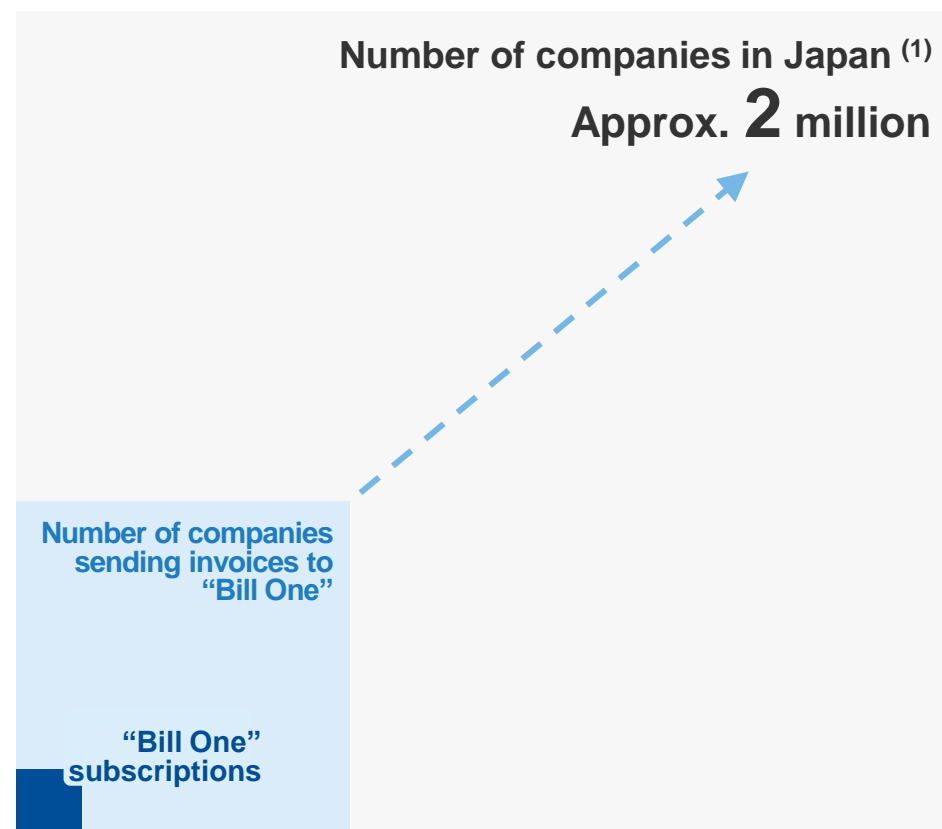 Number of companies in Japan (1)
Approx. 2 million
Number of companies
sending invoices to
“Bill One”
“Bill One”
subscriptions